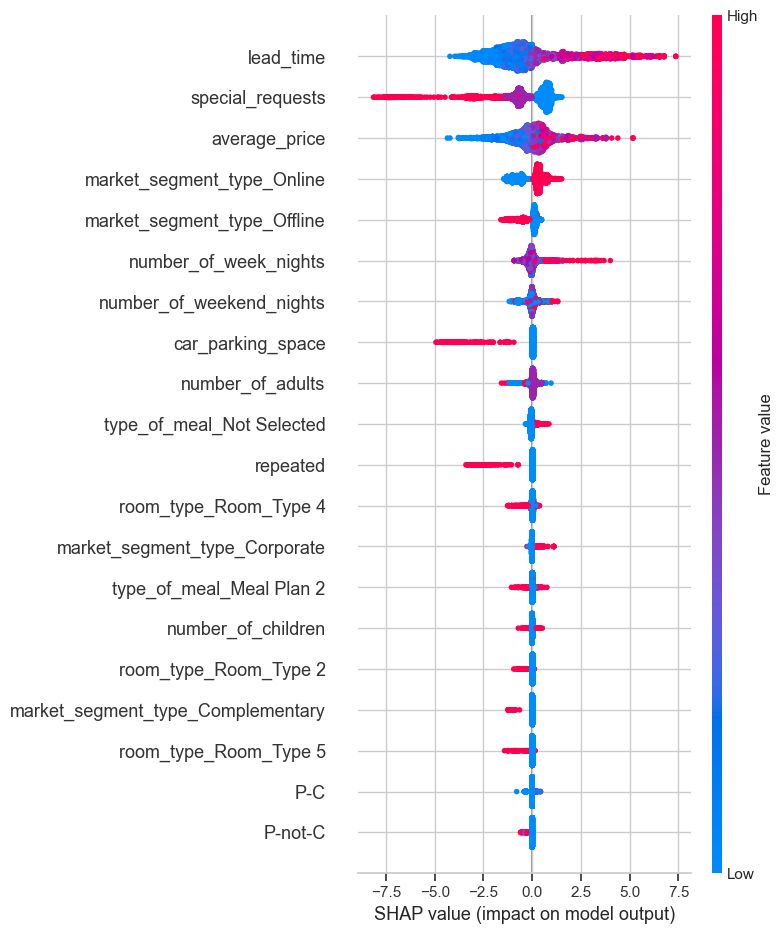 High
lead_time
special_requests
average_price
market_segment_type_Online
market_segment_type_Offline
number_of_week_nights
number_of_weekend_nights
car_parking_space
number_of_adults
type_of_meal_Not Selected
repeated
room_type_Room_Type 4
market_segment_type_Corporate
type_of_meal_Meal Plan 2
number_of_children
room_type_Room_Type 2
market_segment_type_Complementary
room_type_Room_Type 5
P-C
P-not-C
Feature value
Low
−7.5 −5.0 −2.5 0.0 2.5 5.0 7.5
SHAP value (impact on model output)